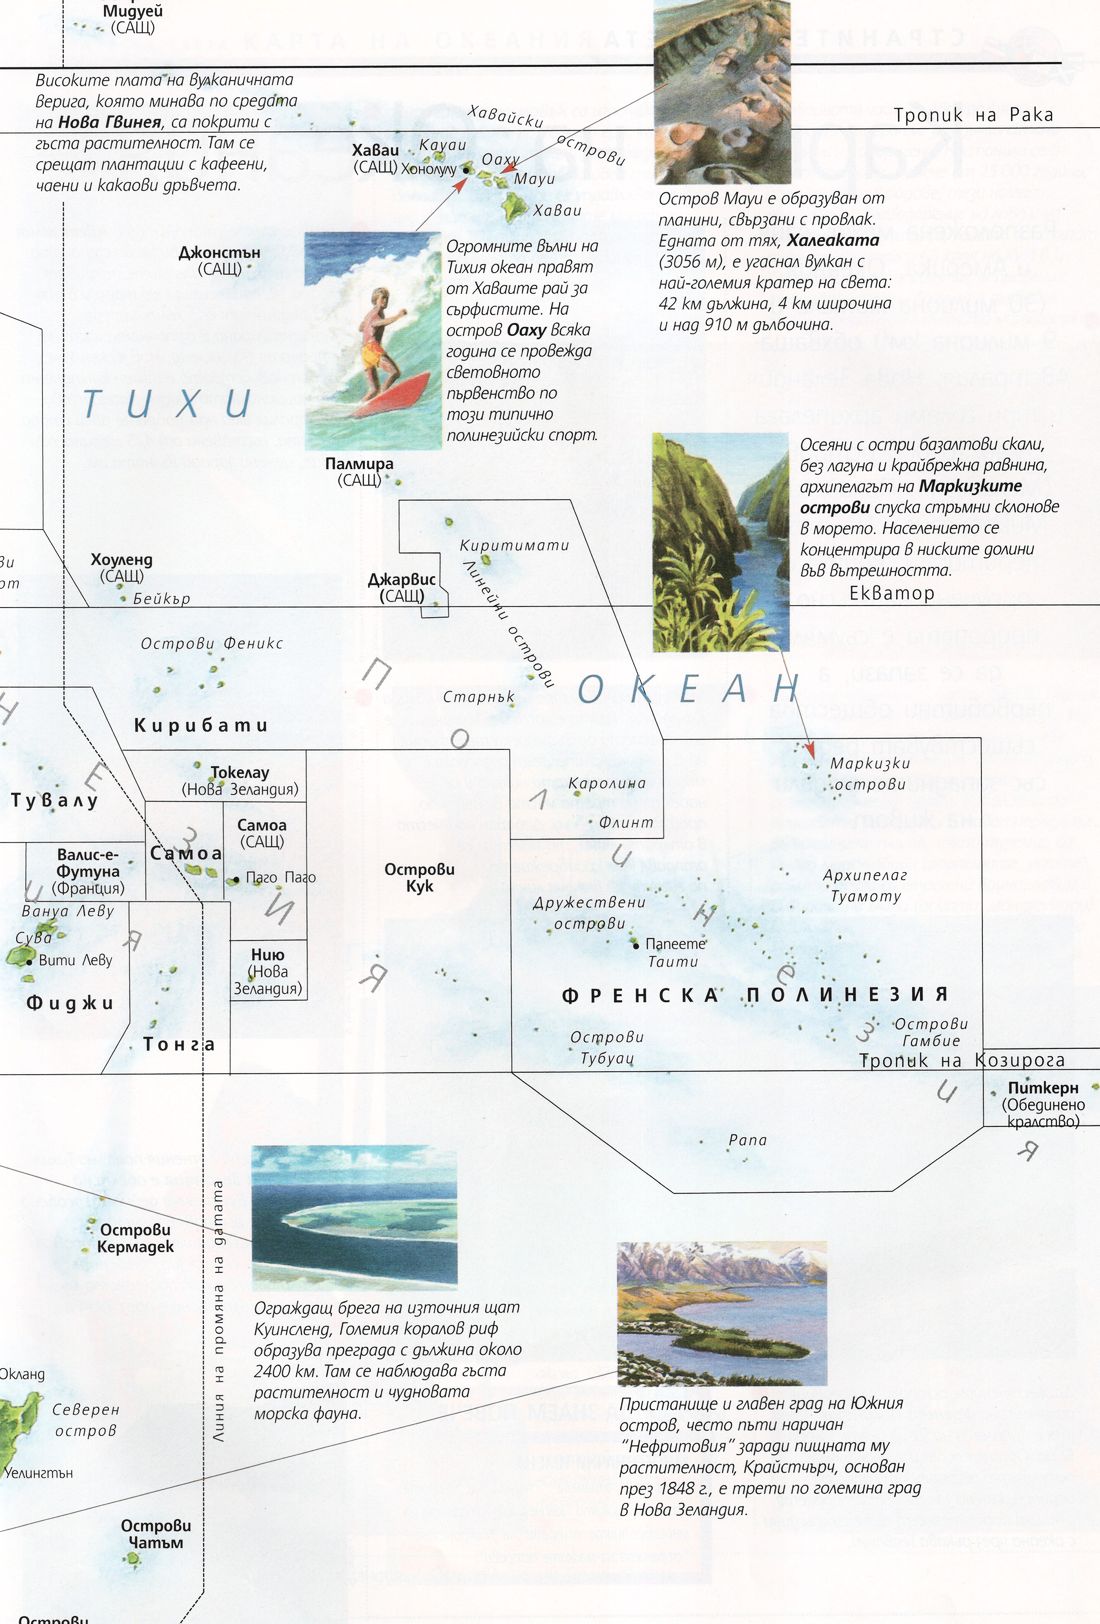 Мидуей
(САЩ)
Високите плата на вулканичната
верига, която минава по средата
на Нова Гвинея, са покрити с
гъста растителност. Там се
срещат плантации с кафеени,
чаени и какаови дръвчета.
Тропик на Рака
Хавайски острови
Хаваи
(САЩ)
Кауаи
Хонолулу
Оаху
Мауи
Хаваи
Остров Мауи е образуван от
планини, свързани с провлак.
Едната от тях, Халеаката
(3056 м), е угаснал вулкан с
най-големия кратер на света:
42 км дължина, 4 км широчина
и над 910 м дълбочина.
Джонстън
(САЩ)
Огромните вълни на
Тихия океан правят
от Хаваите рай за
сърфистите. На
остров Оаху всяка
година се провежда
световното
първенство по
този типично
полинезийски спорт.
ТИХИ
Палмира
(САЩ)
Осеяни с остри базалтови скали,
без лагуна и крайбрежна равнина,
архипелагът на Маркизките
острови спуска стръмни склонове
в морето. Населението се
концентрира в ниските долини
във вътрешността.
Екватор
Хоуленд
(САЩ)
Бейкър
Киритимати
Линейни острови
Джарвис
(САЩ)
Острови Феникс
Старнък
ОКЕАН
Кирибати
ПОЛИНЕЗИЯ
Токелау
(Нова Зеландия)
Тувалу
Самоа
(САЩ)
Самоа
Паго Паго
Валис-е-
Футуна
(Франция)
Каролина
Флинт
Маркизки
острови
Острови
Кук
Архипелаг
Туамоту
Дружествени
острови
Папеете
Таити
Вануа Леву
Сува
Вити Леву
Фиджи
Нию
(Нова
Зеландия)
Тонга
ФРЕНСКА ПОЛИНЕЗИЯ
Острови
Гамбие
Острови
Тубуац
Тропик на Козирога
Питкерн
(Обединено
кралство)
Рапа
Острови
Кермадек
Линия на промяна на датата
Ограждащ брега на източния щат
Куинсленд, Големия коралов риф
образува преграда с дължина около
2400 км. Там се наблюдава гъста
растителност и чудновата
морска фауна.
Окланд
Северен
остров
Уелингтън
Пристанище и главен град на Южния
остров, често пъти наричан
“Нефритовия” заради пищната му
растителност, Крайстчърч, основан
през 1848 г., е трети по големина град
в Нова Зеландия.
Острови
Чатъм
Острови